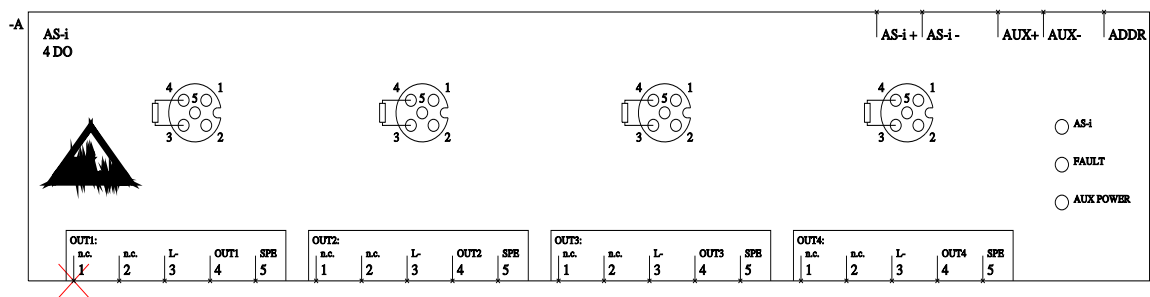 -A
AS-i
4 DO
AS-i + AS-i - AUX+ AUX- ADDR
4 5 1
3 2
4 5 1
3 2
4 5 1
3 2
4 5 1
3 2
AS-i
FAULT
AUX POWER
OUT1:
n.c. n.c. L- OUT1 SPE
1 2 3 4 5
OUT2:
n.c. n.c. L- OUT2 SPE
1 2 3 4 5
OUT3:
n.c. n.c. L- OUT3 SPE
1 2 3 4 5
OUT4:
n.c. n.c. L- OUT4 SPE
1 2 3 4 5